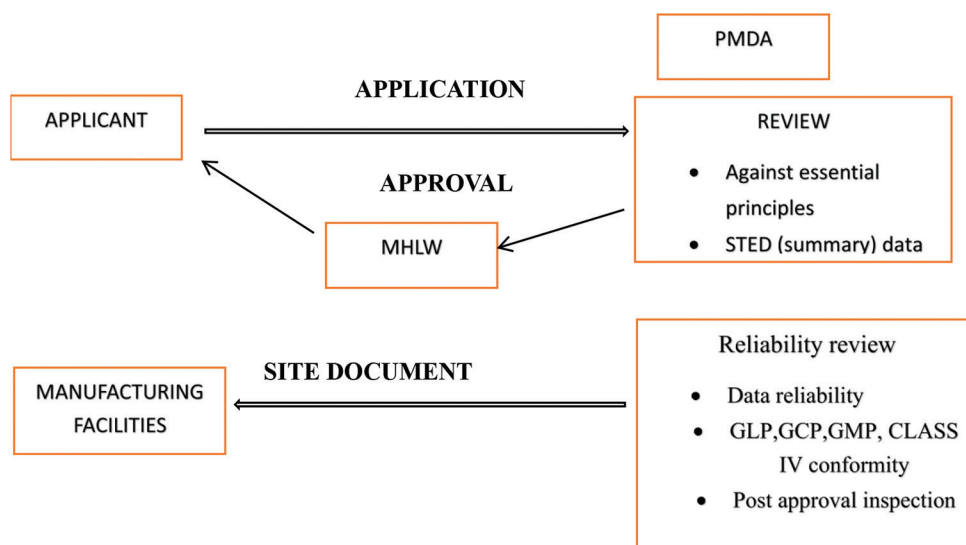 PMDA
APPLICATION
APPLICANT
REVIEW
• Against essential
principles
• STED (summary) data
APPROVAL
MHLW
Reliability review
• Data reliability
• GLP,GCP,GMP, CLASS
IV conformity
• Post approval inspection
SITE DOCUMENT
MANUFACTURING
FACILITIES